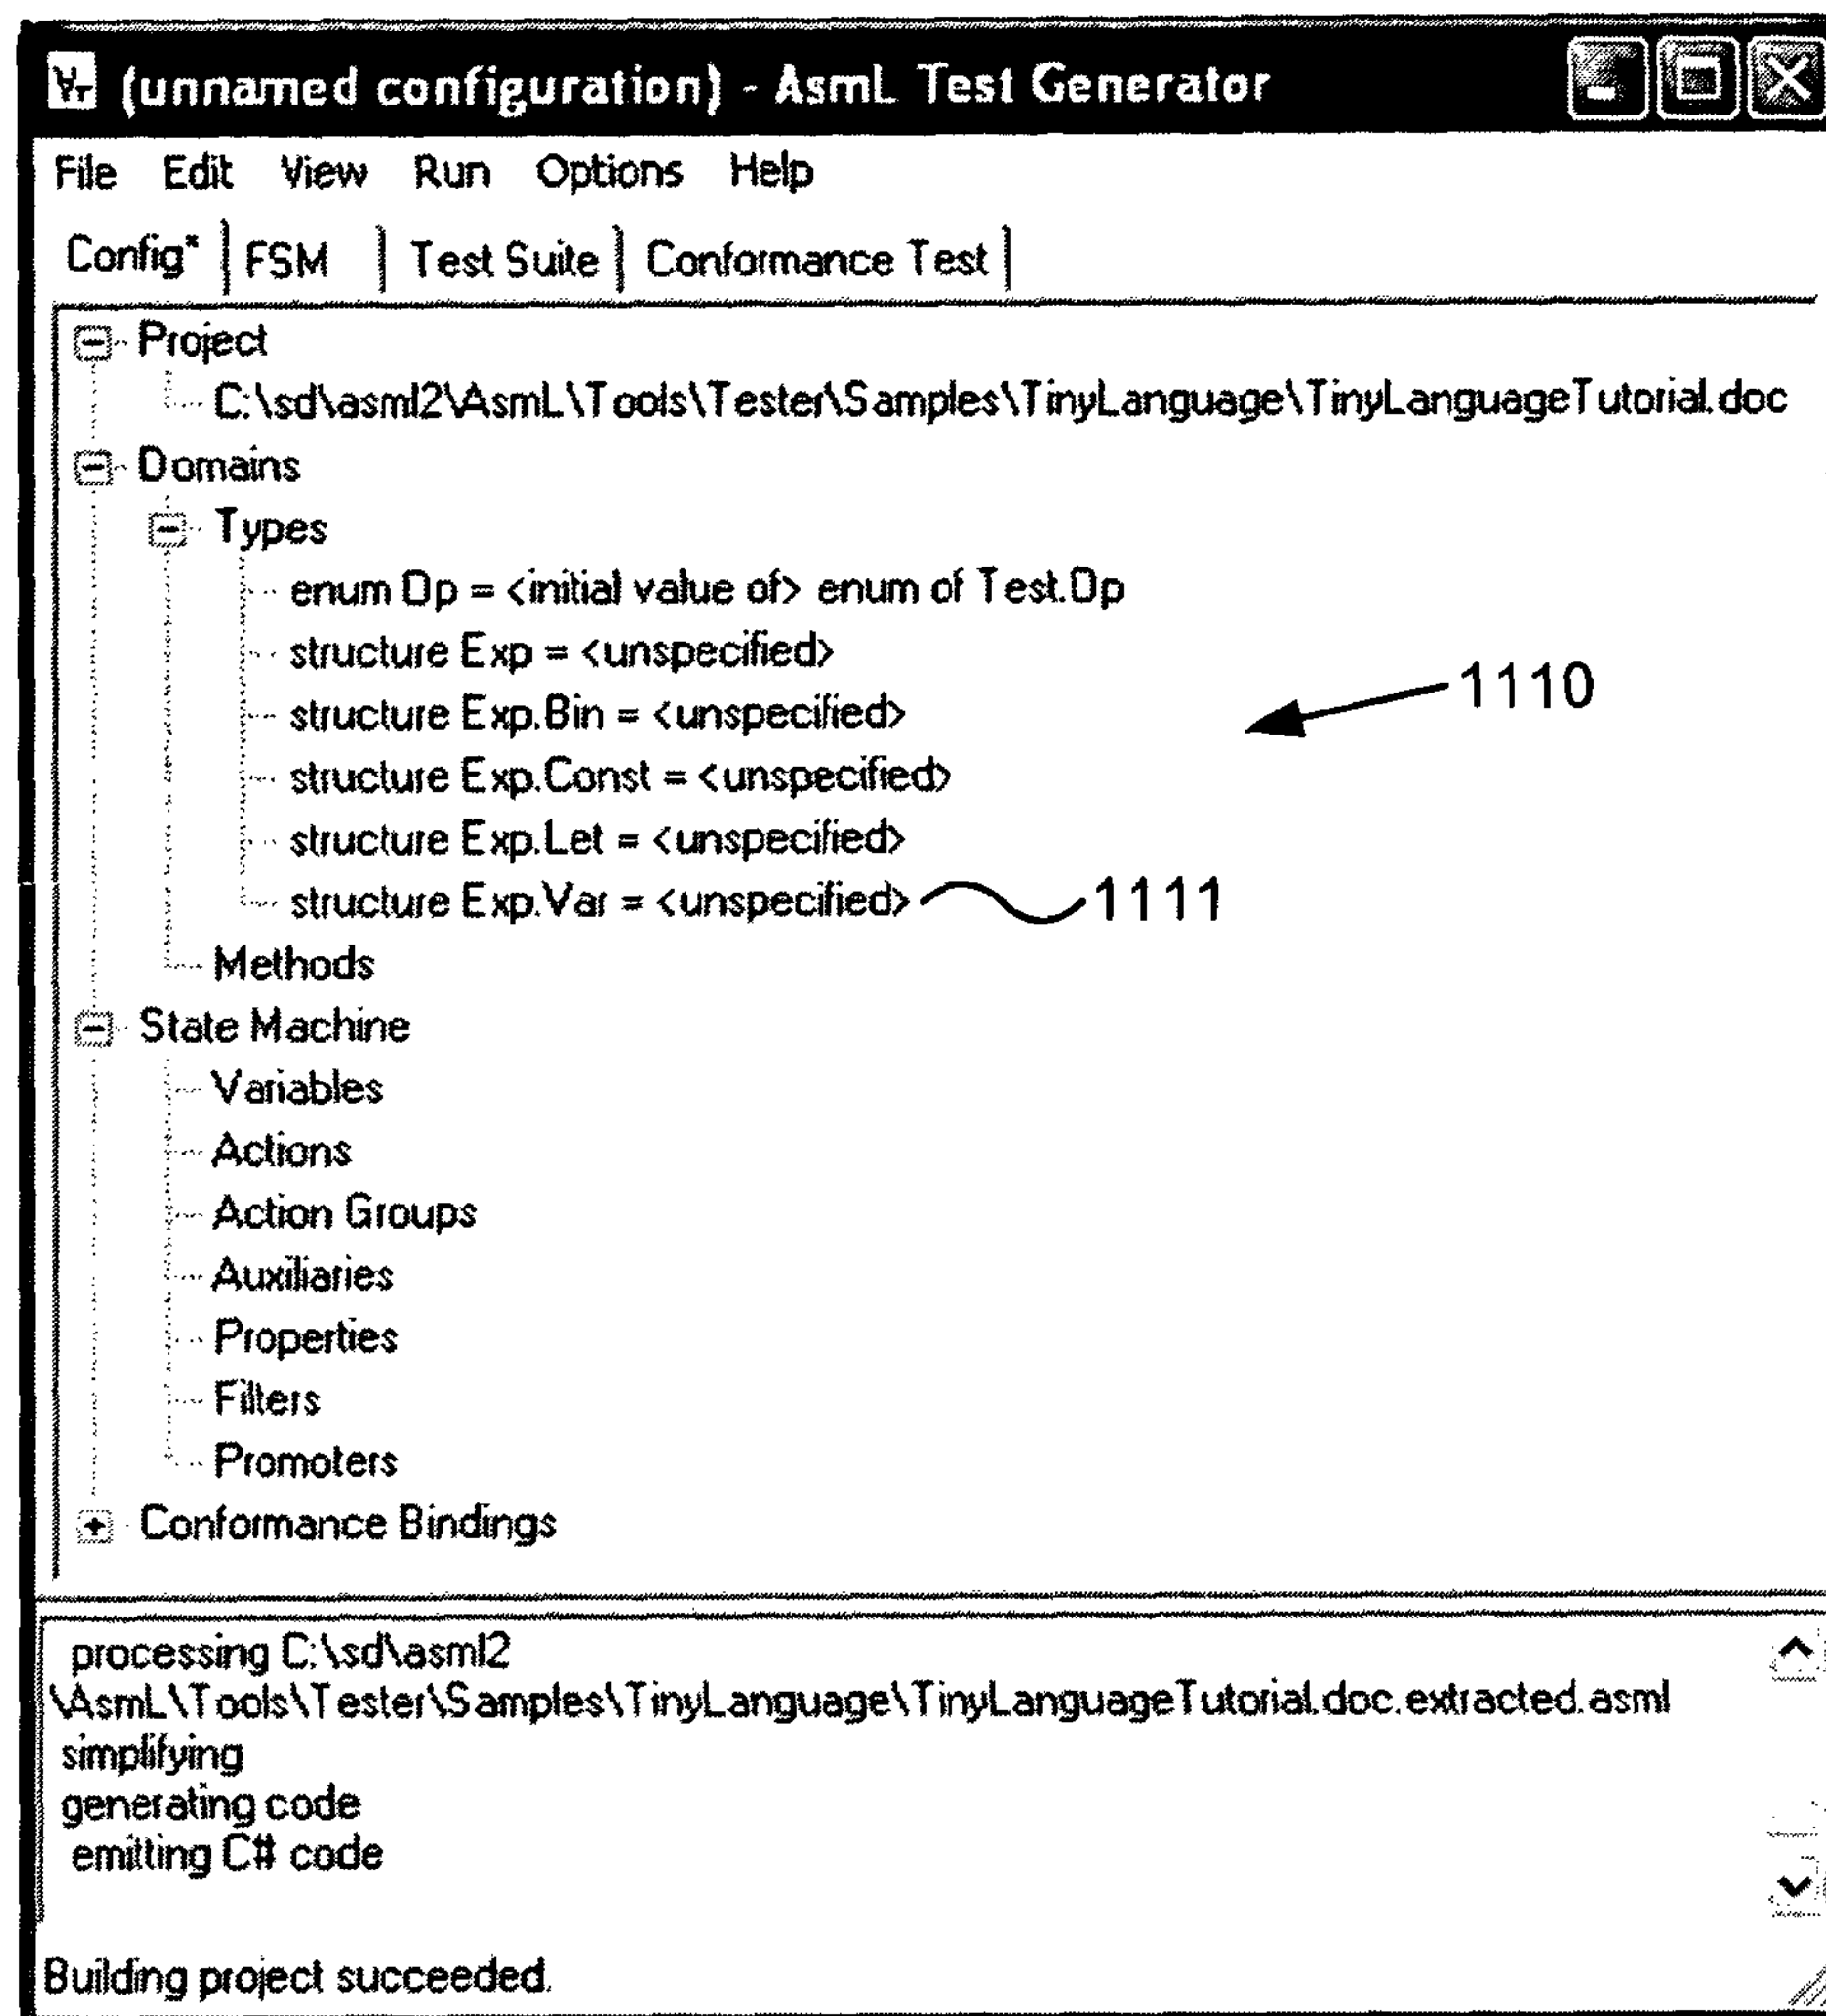 (unnamed configuration) - AsmL Test Generator
File Edit View Run Options Help
Config* FSM Test Suite Conformance Test
Project
C:\sd\asml2\AsmL\Tools\Tester\Samples\TinyLanguage\TinyLanguageTutorial.doc
Domains
Types
enum Op = <initial value of> enum of Test.Op
structure Exp = <unspecified>
structure Exp.Bin = <unspecified>
1110
structure Exp.Const = <unspecified>
structure Exp.Let = <unspecified>
structure Exp.Var = <unspecified> 1111
Methods
State Machine
Variables
Actions
Action Groups
Auxiliaries
Properties
Filters
Promoters
Conformance Bindings
processing C:\sd\asml2
\AsmL\Tools\Tester\Samples\TinyLanguage\TinyLanguageTutorial.doc.extracted.asml
simplifying
generating code
emitting C# code
Building project succeeded.